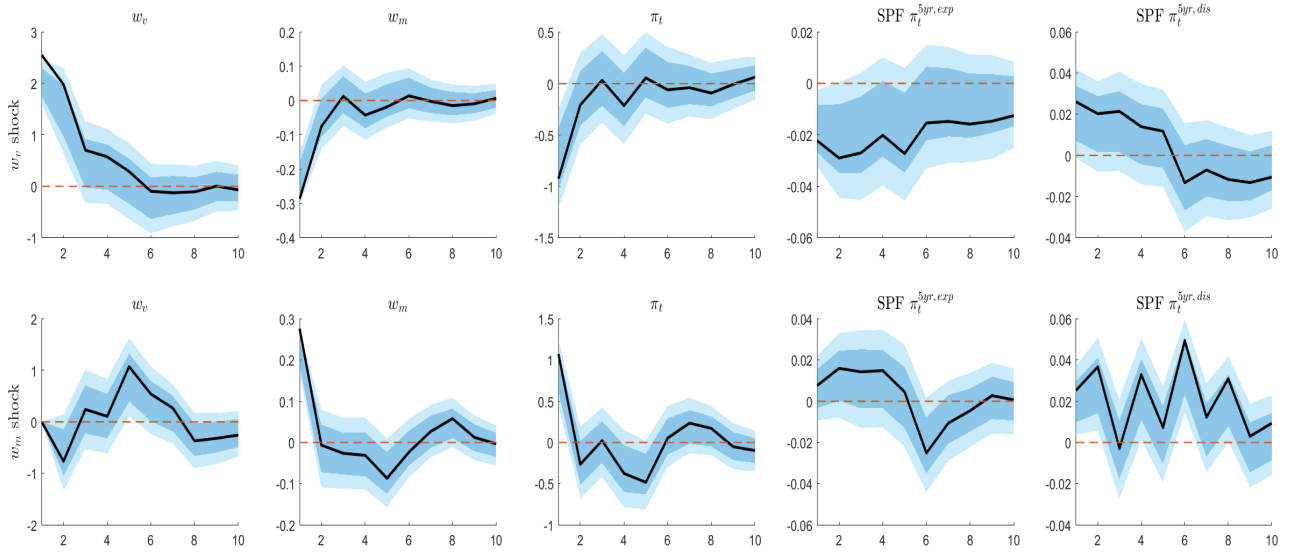 w_v
w_v shock
3
2
1
0
-1
2 4 6 8 10
w_m
0.2
0.1
0
-0.1
-0.2
-0.3
-0.4
2 4 6 8 10
π_t
0.5
0
-0.5
-1
-1.5
2 4 6 8 10
SPF π_t^{5yr,exp}
0.02
0
-0.02
-0.04
-0.06
2 4 6 8 10
SPF π_t^{5yr,dis}
0.06
0.04
0.02
0
-0.02
-0.04
2 4 6 8 10
w_v
w_m shock
2
1
0
-1
-2
2 4 6 8 10
w_m
0.3
0.2
0.1
0
-0.1
-0.2
2 4 6 8 10
π_t
1.5
1
0.5
0
-0.5
-1
2 4 6 8 10
SPF π_t^{5yr,exp}
0.04
0.02
0
-0.02
-0.04
-0.06
2 4 6 8 10
SPF π_t^{5yr,dis}
0.06
0.04
0.02
0
-0.02
-0.04
2 4 6 8 10